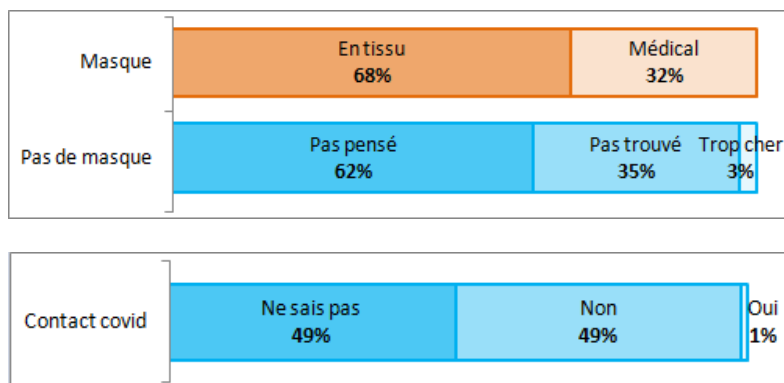 Masque
En tissu Médical
68% 32%
Pas de masque
Pas pensé Pas trouvé Trop cher
62% 35% 3%
Contact covid
Ne sais pas Non Oui
49% 49% 1%